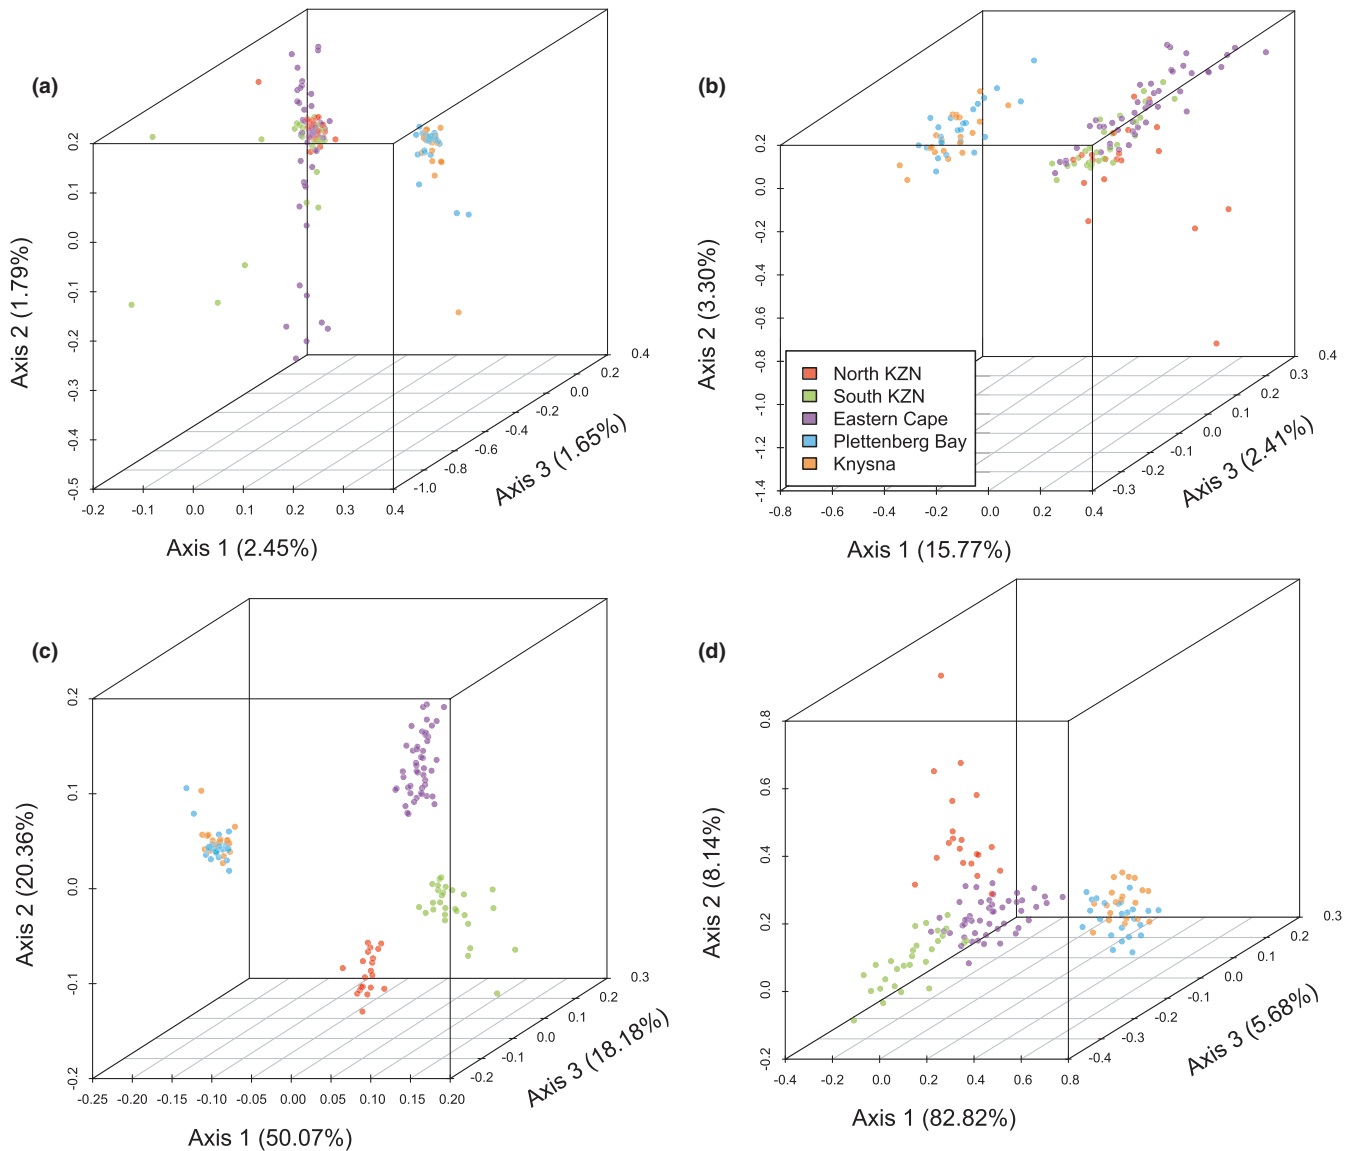 (a)
0.2
0.1
0.0
-0.1
-0.2
-0.3
-0.4
-0.5
Axis 2 (1.79%)
-0.2 -0.1 0.0 0.1 0.2 0.3 0.4
Axis 1 (2.45%)
0.4
0.2
0.0
-0.2
-0.4
-0.6
-0.8
-1.0
Axis 3 (1.65%)
(b)
0.2
0.0
-0.2
-0.4
-0.6
-0.8
-1.0
-1.2
-1.4
Axis 2 (3.30%)
North KZN
South KZN
Eastern Cape
Plettenberg Bay
Knysna
-0.8 -0.6 -0.4 -0.2 0.0 0.2 0.4
Axis 1 (15.77%)
0.4
0.3
0.2
0.1
0.0
-0.1
-0.2
-0.3
Axis 3 (2.41%)
(c)
0.2
0.1
0.0
-0.1
-0.2
Axis 2 (20.36%)
-0.25 -0.20 -0.15 -0.10 -0.05 0.00 0.05 0.10 0.15 0.20
Axis 1 (50.07%)
0.3
0.2
0.1
0.0
-0.1
-0.2
Axis 3 (18.18%)
(d)
0.8
0.6
0.4
0.2
0.0
-0.2
Axis 2 (8.14%)
-0.4 -0.2 0.0 0.2 0.4 0.6 0.8
Axis 1 (82.82%)
0.3
0.2
0.1
0.0
-0.1
-0.2
-0.3
-0.4
Axis 3 (5.68%)